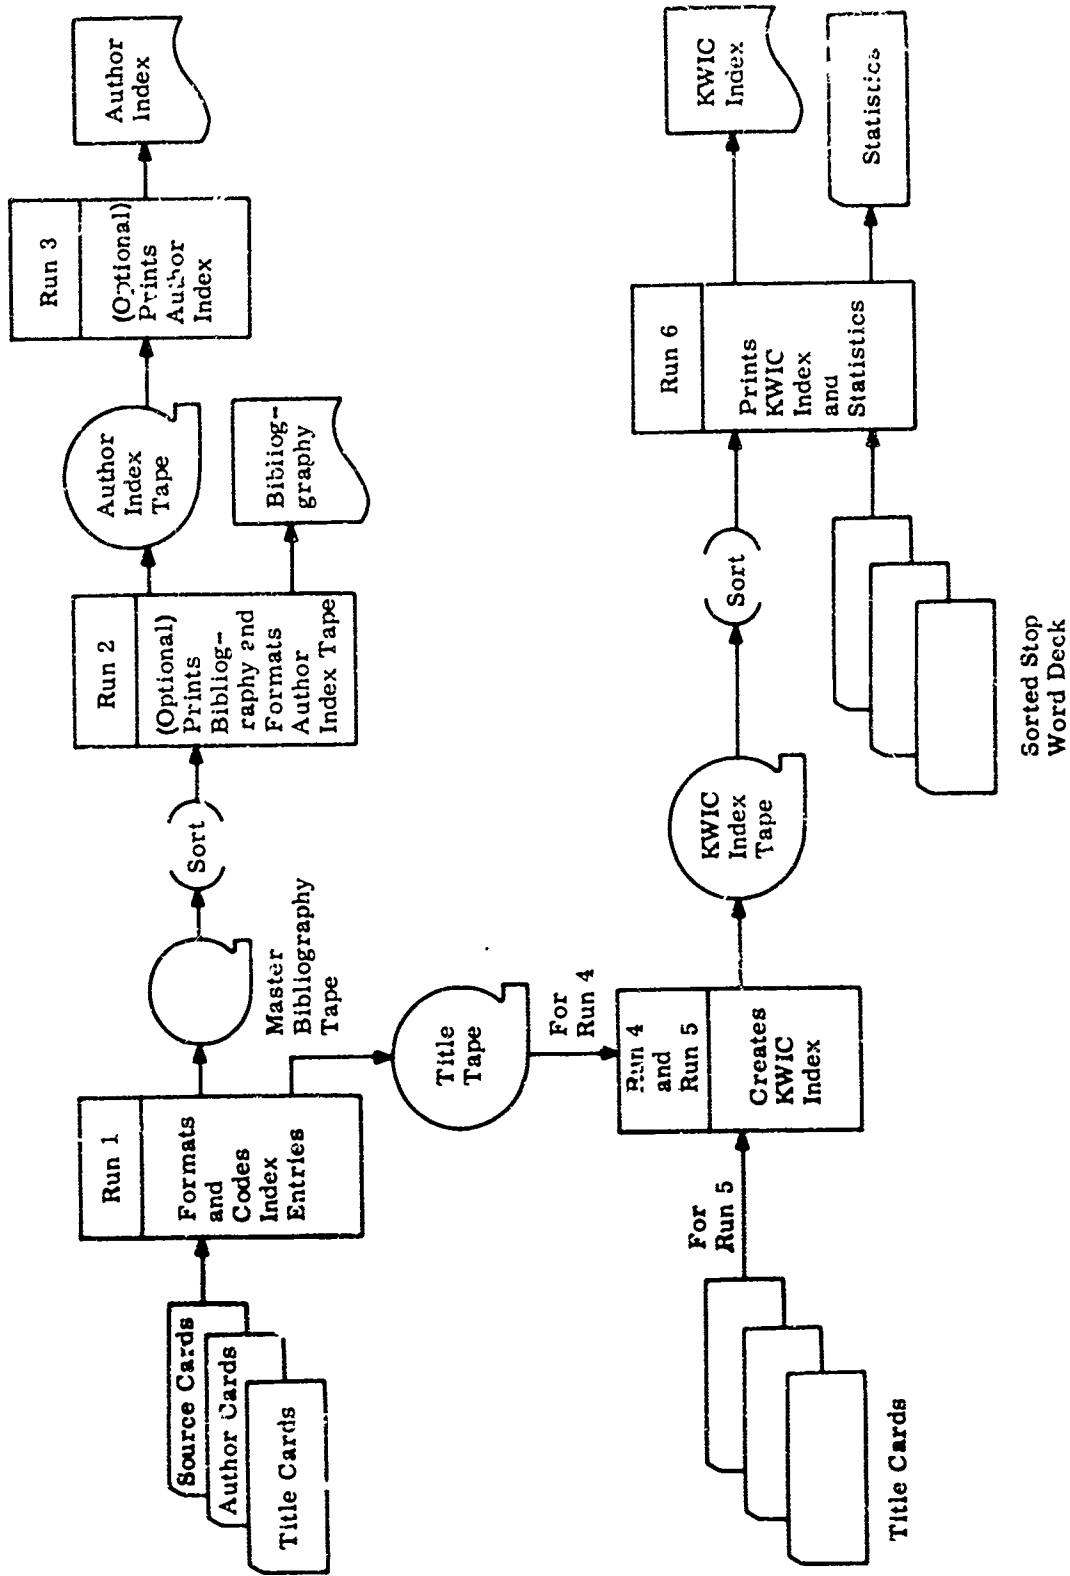 Source Cards
Author Cards
Title Cards
Run 1
Formats
and
Codes
Index
Entries
Master
Bibliography
Tape
(Sort)
Run 2
(Optional)
Prints
Bibliog-
raphy and
Formats
Author
Index Tape
Author
Index
Tape
Bibliog-
graphy
Run 3
(Optional)
Prints
Author
Index
Author
Index
Title
Tape
For
Run 4
Title Cards
For
Run 5
Run 4
and
Run 5
Creates
KWIC
Index
KWIC
Index
Tape
(Sort)
Sorted Stop
Word Deck
Run 6
Prints
KWIC
Index
and
Statistics
KWIC
Index
Statistics